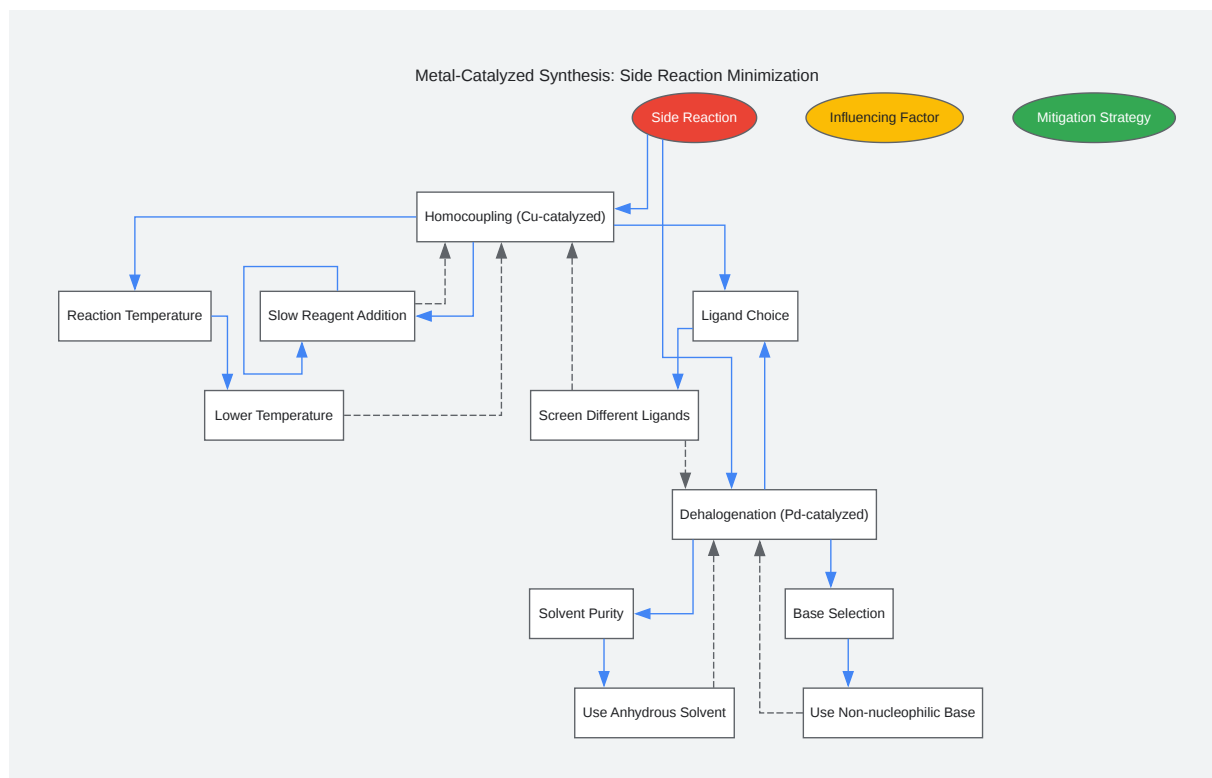 Metal-Catalyzed Synthesis: Side Reaction Minimization
Side Reaction
Influencing Factor
Mitigation Strategy
Homocoupling (Cu-catalyzed)
Reaction Temperature
Slow Reagent Addition
Ligand Choice
Lower Temperature
Screen Different Ligands
Dehalogenation (Pd-catalyzed)
Solvent Purity
Base Selection
Use Anhydrous Solvent
Use Non-nucleophilic Base